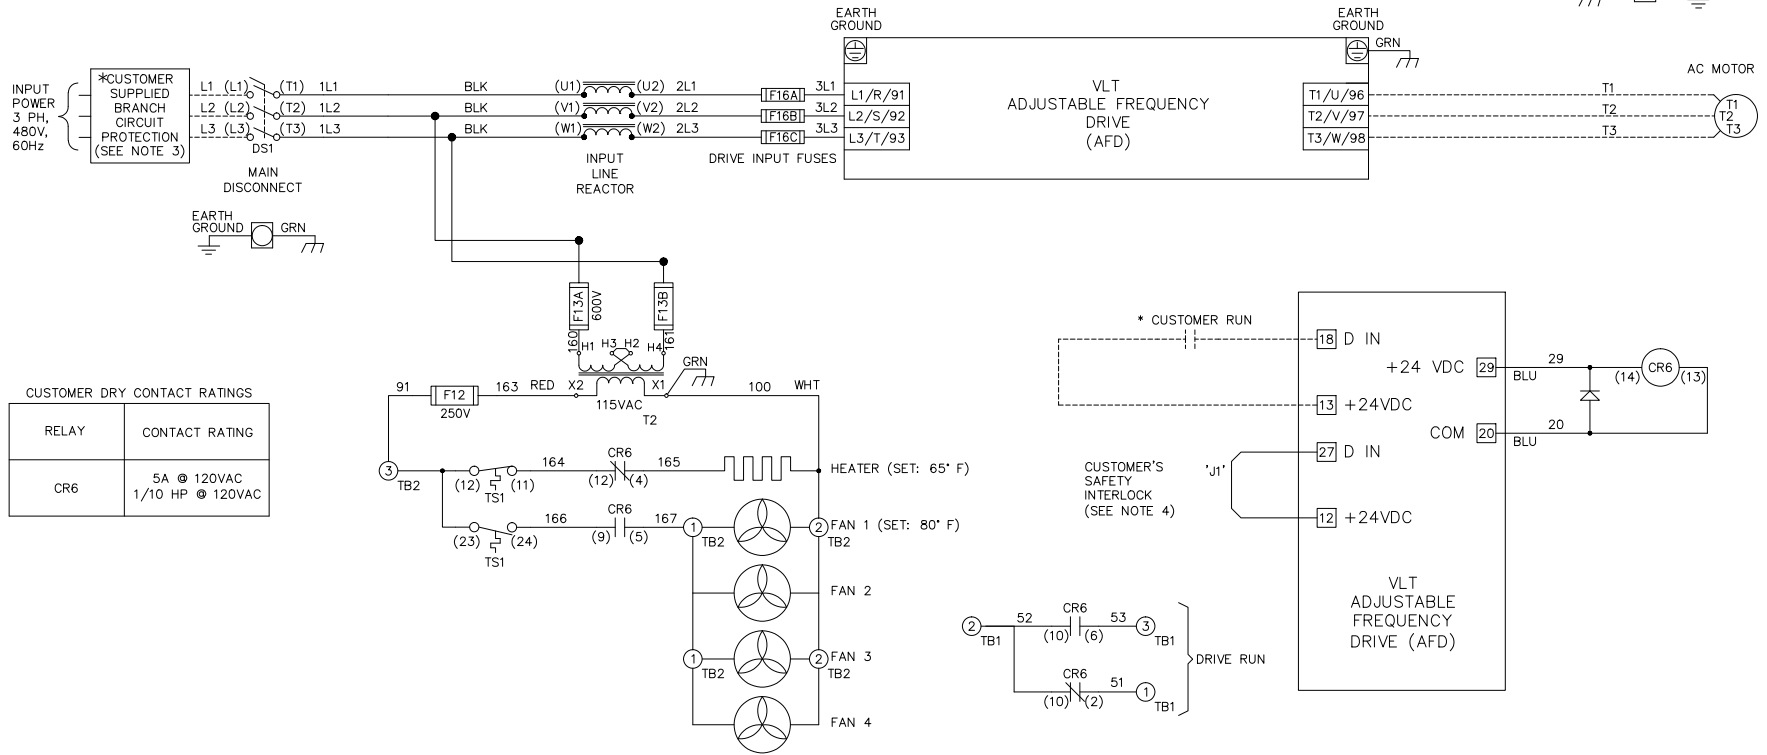 EARTH
GROUND
EARTH
GROUND
GRN
INPUT
POWER
3 PH,
480V,
60Hz
*CUSTOMER
SUPPLIED
BRANCH
CIRCUIT
PROTECTION
(SEE NOTE 3)
L1 (L1) (T1) 1L1 BLK (U1) (U2) 2L1 F16A 3L1 L1/R/91
L2 (L2) (T2) 1L2 BLK (V1) (V2) 2L2 F16B 3L2 L2/S/92
L3 (L3) (T3) 1L3 BLK (W1) (W2) 2L3 F16C 3L3 L3/T/93
DS1
MAIN
DISCONNECT
INPUT
LINE
REACTOR
DRIVE INPUT FUSES
VLT
ADJUSTABLE FREQUENCY
DRIVE
(AFD)
T1/U/96 T1
T2/V/97 T2
T3/W/98 T3
AC MOTOR
T1
T2
T3
EARTH
GROUND
GRN
F13A
600V
F13B
160
161
H1 H3 H2 H4
GRN
91 F12 163 RED X2 X1 100 WHT
250V
115VAC
T2
3
TB2
(12) (11) 164 CR6 165 HEATER (SET: 65° F)
TS1
(12) (4)
(23) (24) 166 CR6 167 1 2 FAN 1 (SET: 80° F)
TS1
(9) (5)
TB2 TB2
FAN 2
1 2 FAN 3
TB2 TB2
FAN 4
CUSTOMER DRY CONTACT RATINGS
RELAY CONTACT RATING
CR6
5A @ 120VAC
1/10 HP @ 120VAC
* CUSTOMER RUN
18 D IN
13 +24VDC
27 D IN
12 +24VDC
+24 VDC 29
29
BLU
COM 20
20
BLU
CR6
(14) (13)
CUSTOMER'S
SAFETY
INTERLOCK
(SEE NOTE 4)
'J1'
VLT
ADJUSTABLE
FREQUENCY
DRIVE (AFD)
2 TB1
52 CR6 53 3
(10) (6) TB1
CR6 51 1
(10) (2) TB1
DRIVE RUN